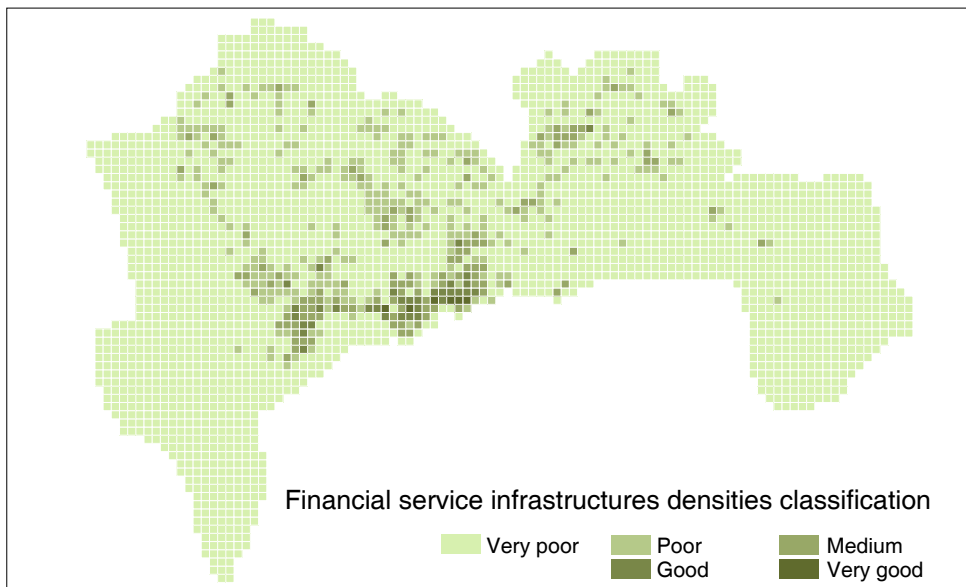 Financial service infrastructures densities classification
Very poor Poor Medium
Good Very good